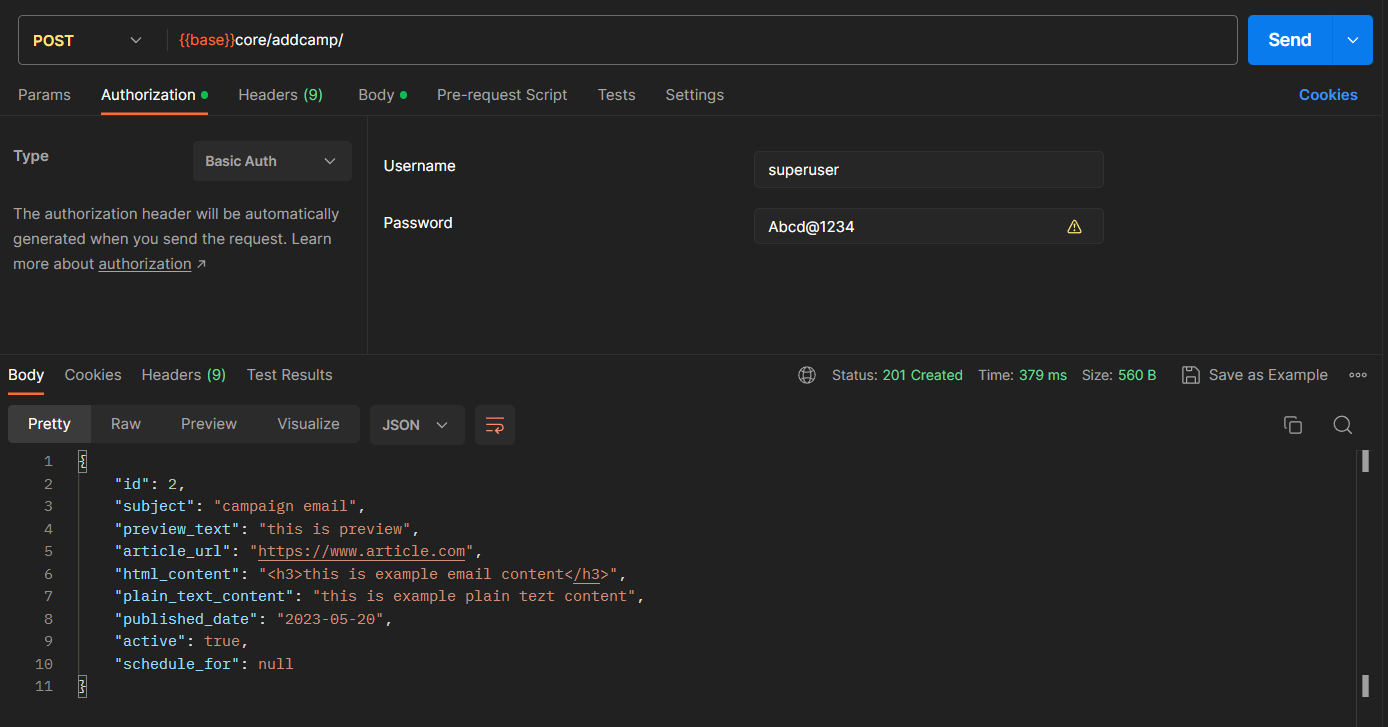 POST {{base}}core/addcamp/ Send
Params Authorization Headers (9) Body Pre-request Script Tests Settings Cookies
Type Basic Auth
The authorization header will be automatically
generated when you send the request. Learn
more about authorization ↗
Username superuser
Password Abcd@1234
Body Cookies Headers (9) Test Results Status: 201 Created Time: 379 ms Size: 560 B Save as Example
Pretty Raw Preview Visualize JSON
1 {
2 "id": 2,
3 "subject": "campaign email",
4 "preview_text": "this is preview",
5 "article_url": "https://www.article.com",
6 "html_content": "<h3>this is example email content</h3>",
7 "plain_text_content": "this is example plain tezt content",
8 "published_date": "2023-05-20",
9 "active": true,
10 "schedule_for": null
11 }